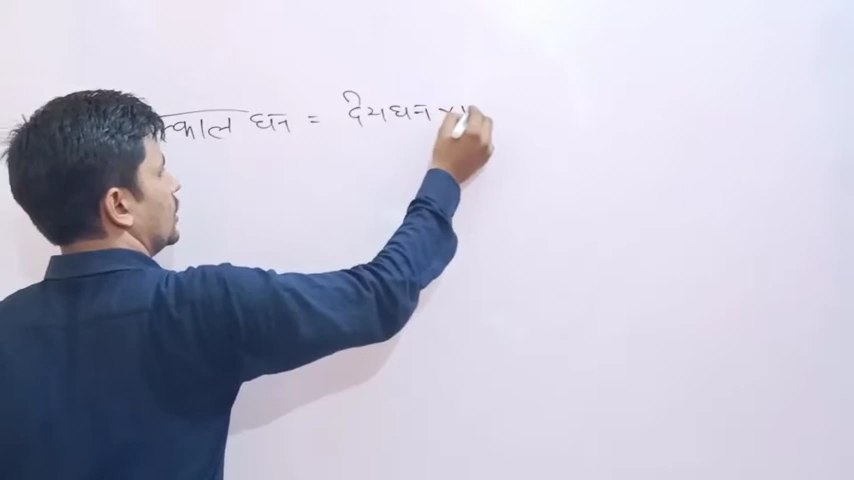 त्काल धन = देयधन ×